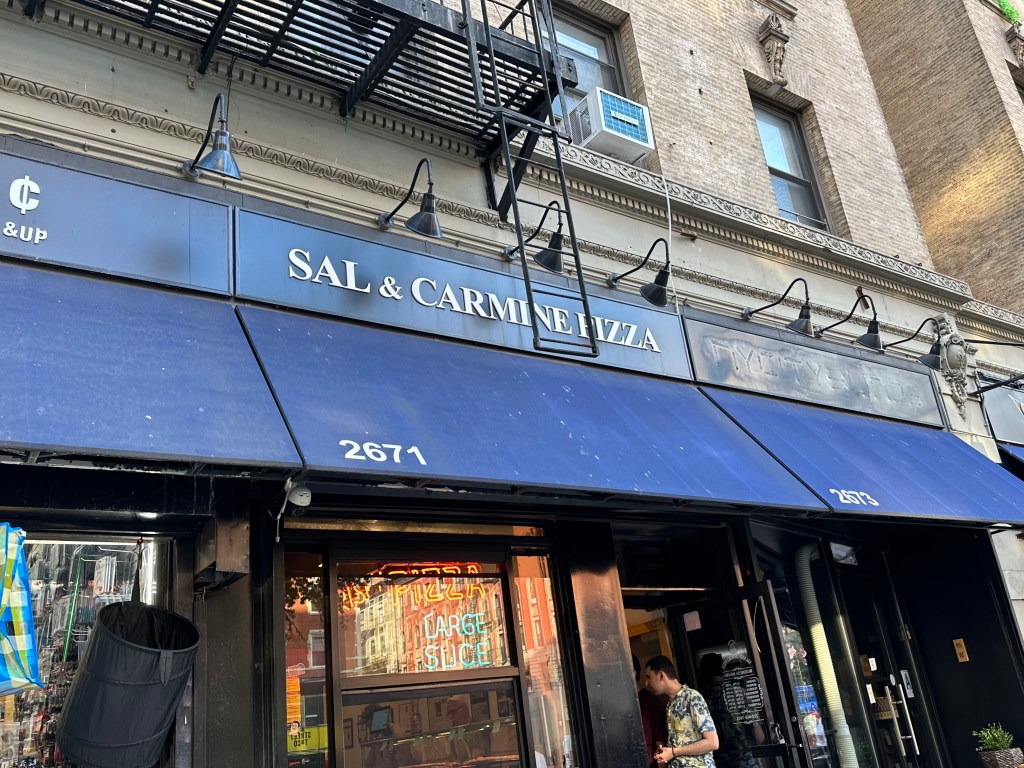 ¢
&UP
SAL & CARMINE PIZZA
2671
2673
PIZZA
LARGE
SLICE